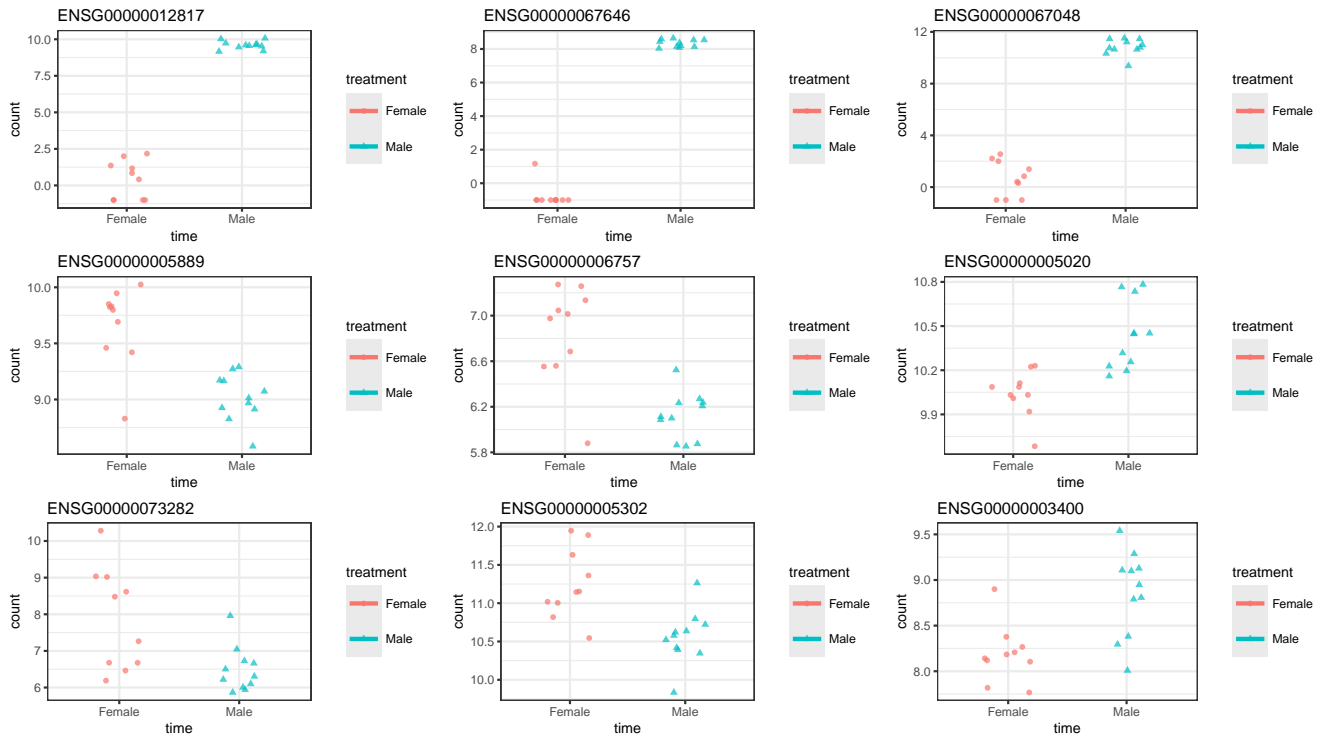 ENSG00000012817
count
10.0
7.5
5.0
2.5
0.0
Female
Male
time
treatment
Female
Male
ENSG00000067646
count
8
6
4
2
0
Female
Male
time
treatment
Female
Male
ENSG00000067048
count
12
8
4
0
Female
Male
time
treatment
Female
Male
ENSG00000005889
count
10.0
9.5
9.0
Female
Male
time
treatment
Female
Male
ENSG00000006757
count
7.0
6.6
6.2
5.8
Female
Male
time
treatment
Female
Male
ENSG00000005020
count
10.8
10.5
10.2
9.9
Female
Male
time
treatment
Female
Male
ENSG00000073282
count
10
9
8
7
6
Female
Male
time
treatment
Female
Male
ENSG00000005302
count
12.0
11.5
11.0
10.5
10.0
Female
Male
time
treatment
Female
Male
ENSG00000003400
count
9.5
9.0
8.5
8.0
Female
Male
time
treatment
Female
Male